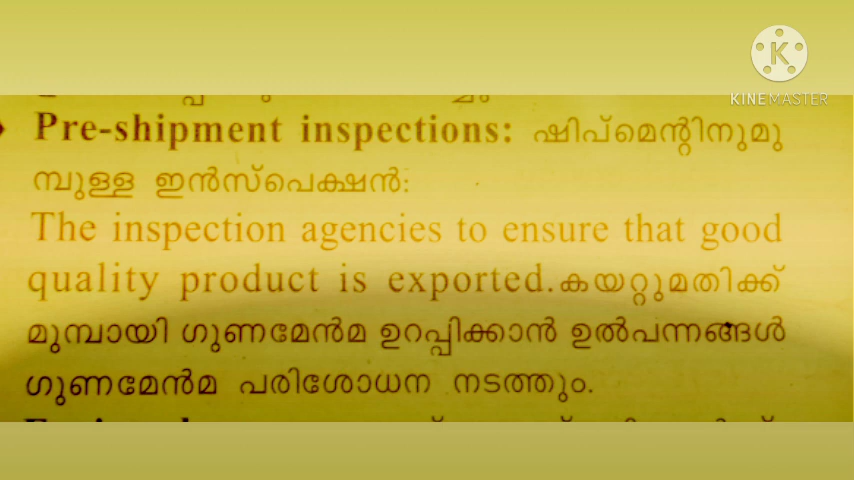 KINEMASTER
Pre-shipment inspections: ഷിപ്മെന്റിനുമു
മ്പുള്ള ഇൻസ്പെക്ഷൻ:
The inspection agencies to ensure that good
quality product is exported.കയറ്റുമതിക്ക്
മുമ്പായി ഗുണമേൻമ ഉറപ്പിക്കാൻ ഉൽപന്നങ്ങൾ
ഗുണമേൻമ പരിശോധന നടത്തും.